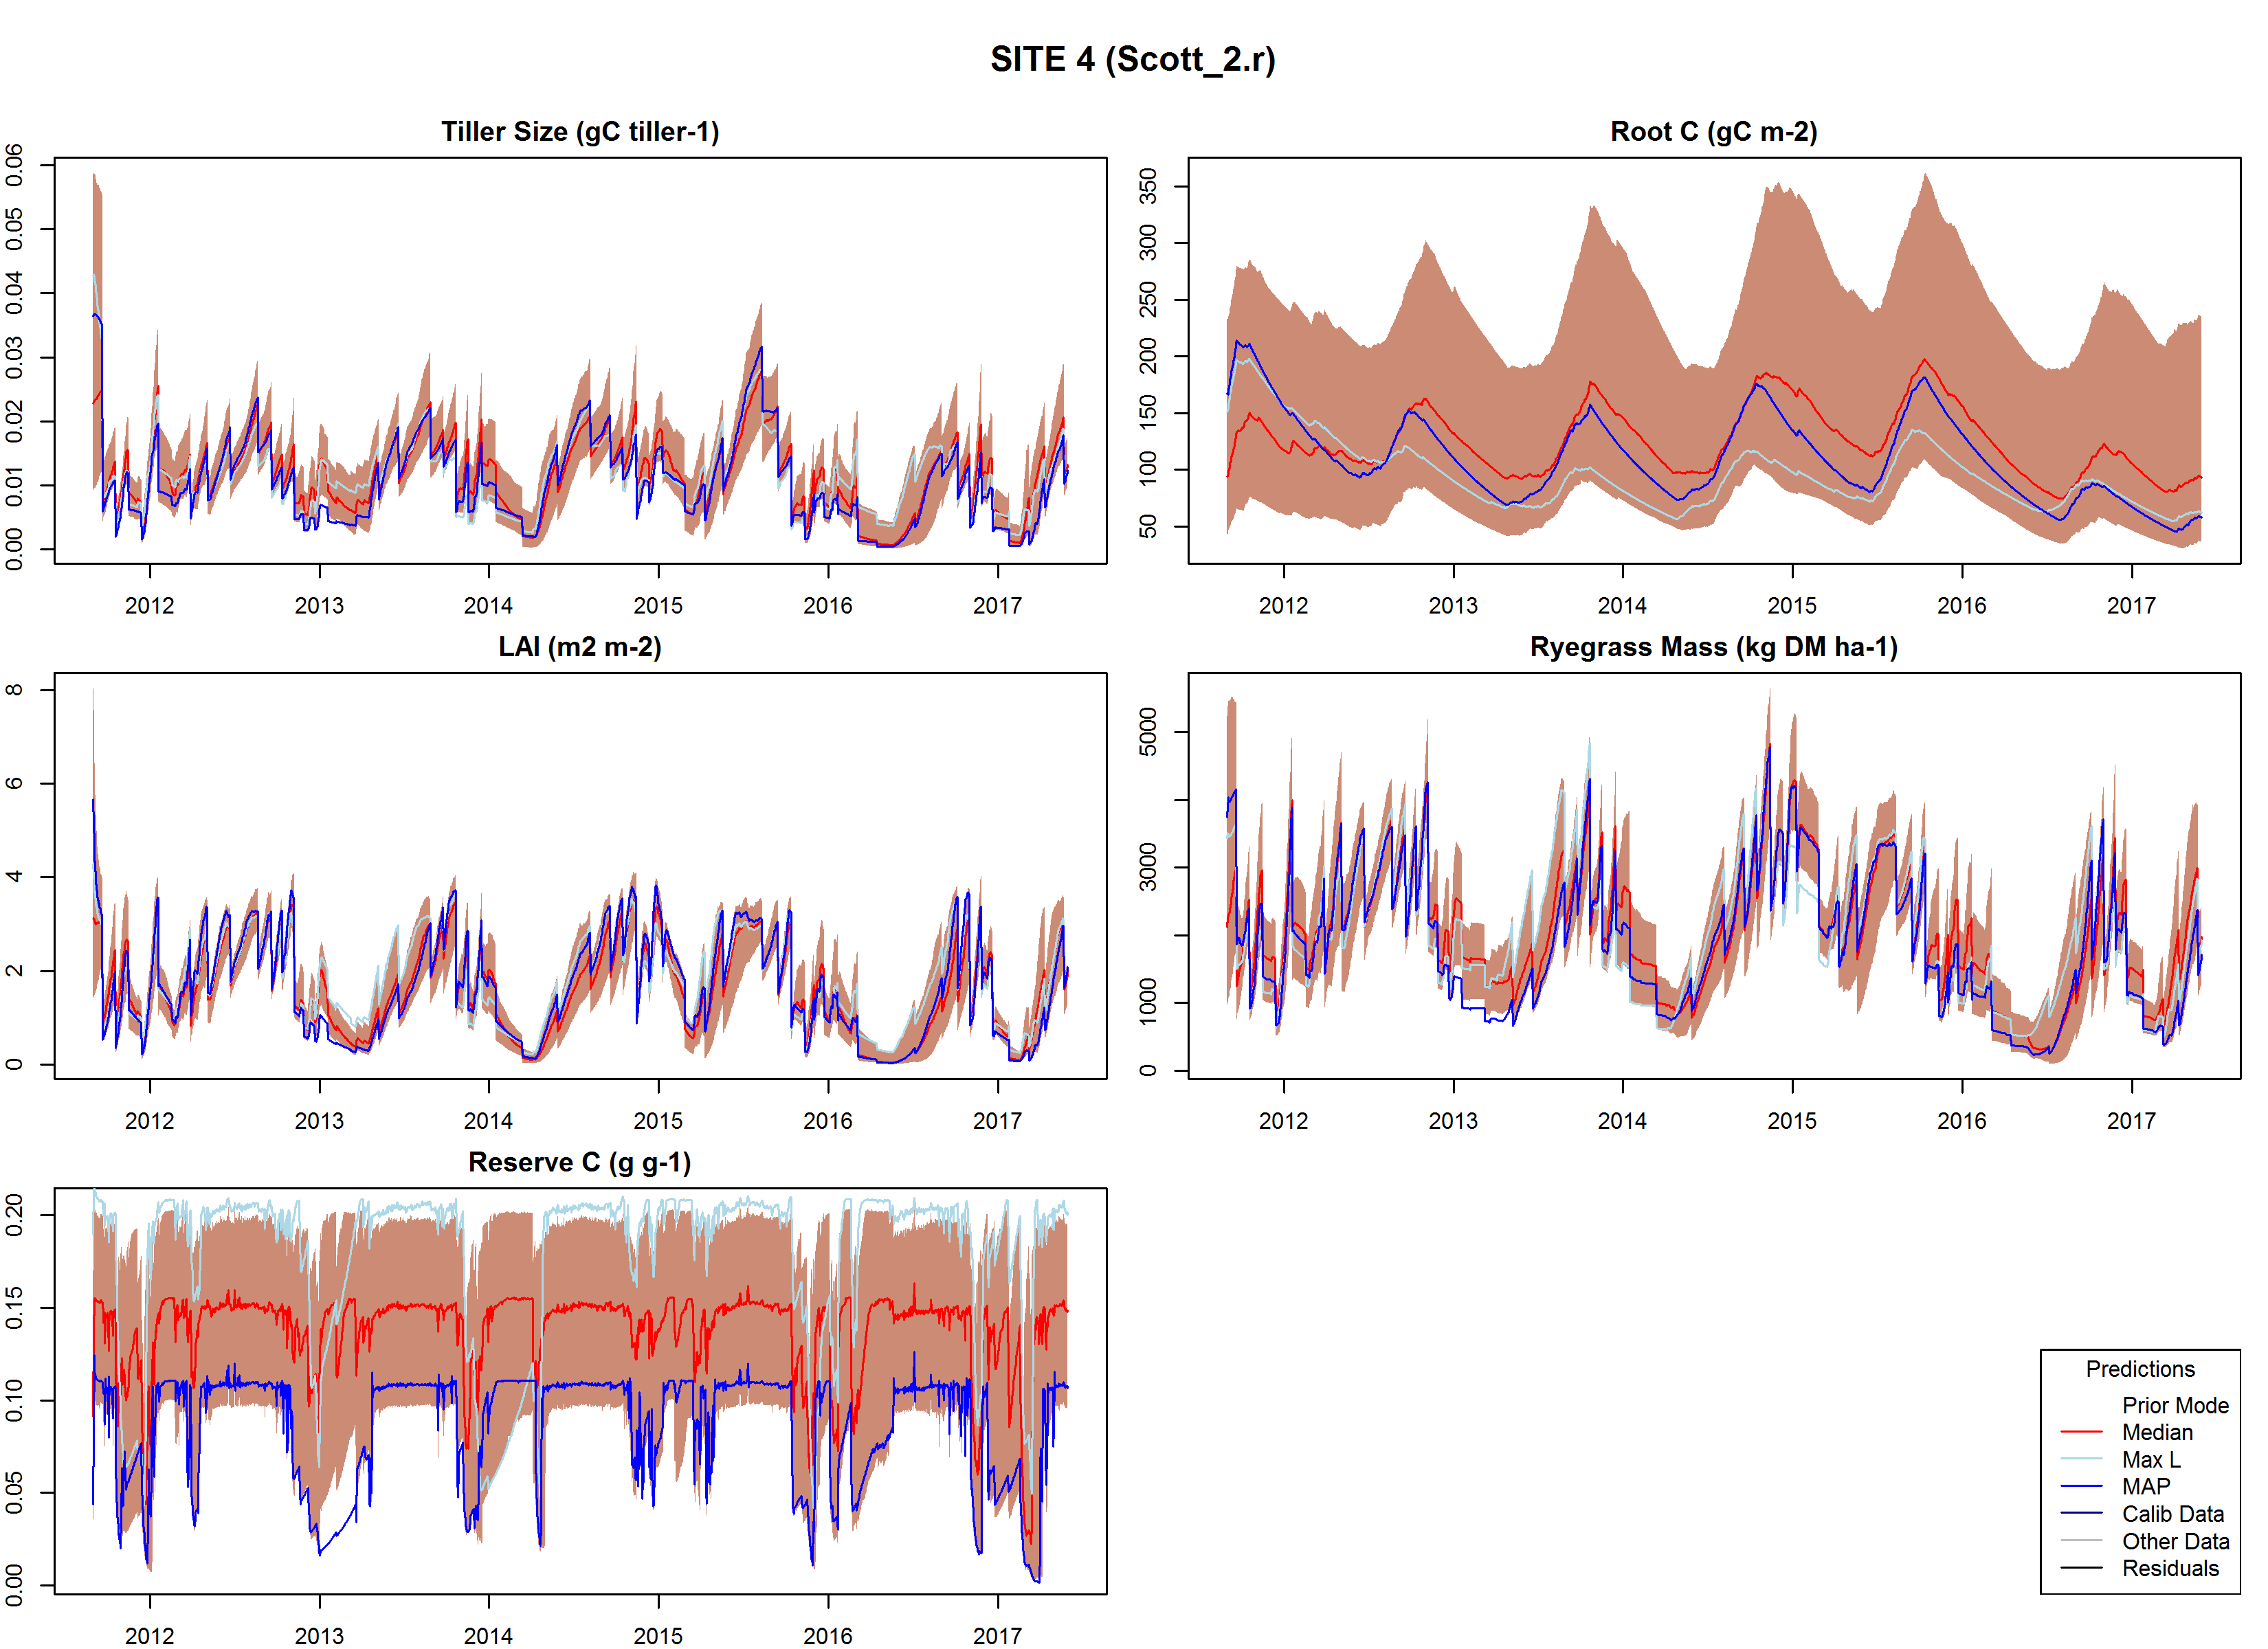 SITE 4 (Scott_2.r)
Tiller Size (gC tiller-1)
0.06
0.05
0.04
0.03
0.02
0.01
0.00
2012 2013 2014 2015 2016 2017
Root C (gC m-2)
350
300
250
200
150
100
50
2012 2013 2014 2015 2016 2017
LAI (m2 m-2)
8
6
4
2
0
2012 2013 2014 2015 2016 2017
Ryegrass Mass (kg DM ha-1)
5000
3000
1000
0
2012 2013 2014 2015 2016 2017
Reserve C (g g-1)
0.20
0.15
0.10
0.05
0.00
2012 2013 2014 2015 2016 2017
Predictions
Prior Mode
Median
Max L
MAP
Calib Data
Other Data
Residuals